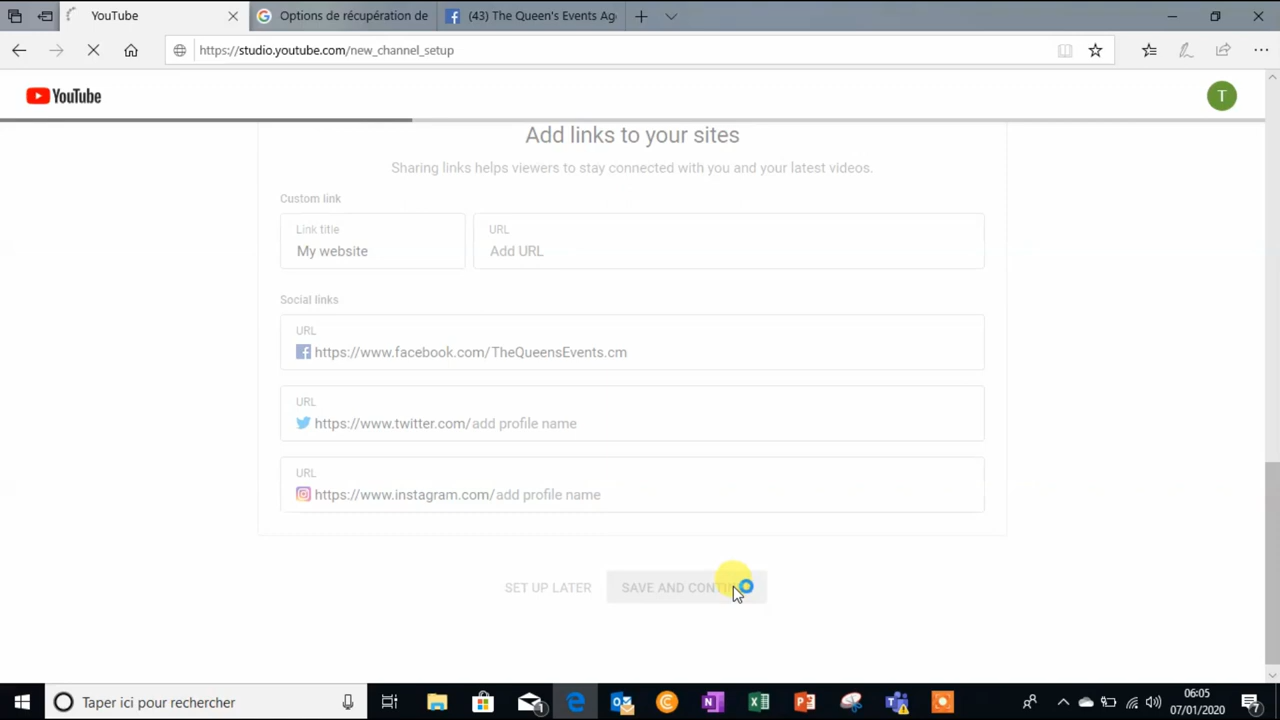 YouTube
Options de récupération de
(43) The Queen's Events Ag
https://studio.youtube.com/new_channel_setup
YouTube
T
Add links to your sites
Sharing links helps viewers to stay connected with you and your latest videos.
Custom link
Link title
My website
URL
Add URL
Social links
URL
https://www.facebook.com/TheQueensEvents.cm
URL
https://www.twitter.com/add profile name
URL
https://www.instagram.com/add profile name
SET UP LATER
SAVE AND
Taper ici pour rechercher
06:05
07/01/2020